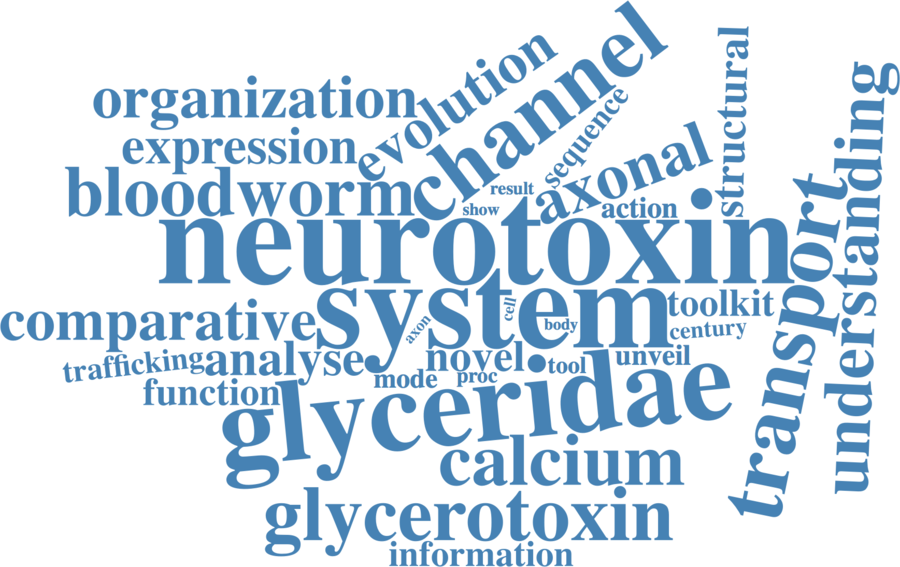 channel
evolution
structural
organization
sequence
understanding
expression
axonal
bloodworm
result
show
action
neurotoxin
transport
system
toolkit
cell
body
century
comparative
axon
trafficking
analyse
novel
tool
unveil
mode
proc
function
glyceridae
calcium
glycerotoxin
information